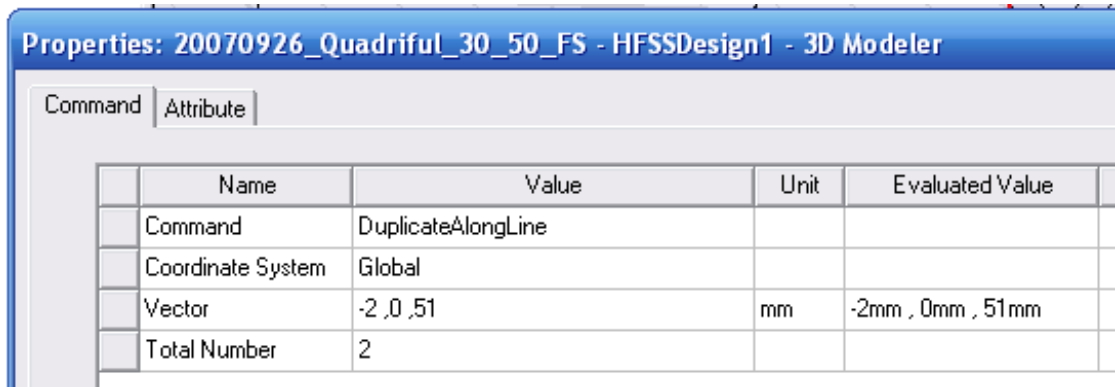 Properties: 20070926_Quadriful_30_50_FS - HFSSDesign1 - 3D Modeler
Command Attribute
Name Value Unit Evaluated Value
Command DuplicateAlongLine
Coordinate System Global
Vector -2 ,0 ,51 mm -2mm , 0mm , 51mm
Total Number 2